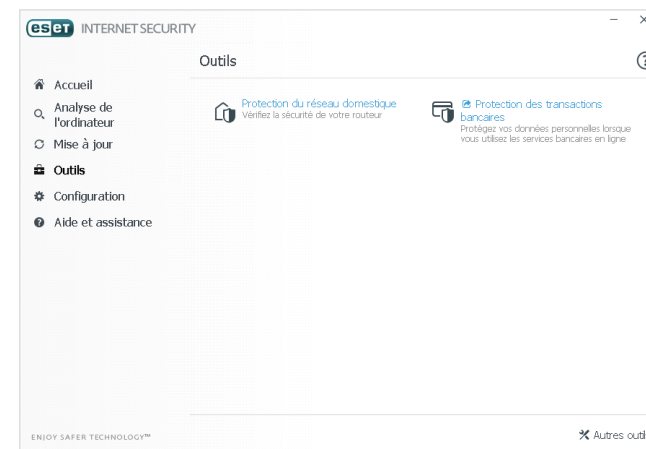 eset INTERNET SECURITY
Outils
Accueil
Analyse de
l'ordinateur
Mise à jour
Outils
Configuration
Aide et assistance
Protection du réseau domestique
Vérifiez la sécurité de votre routeur
Protection des transactions
bancaires
Protégez vos données personnelles lorsque
vous utilisez les services bancaires en ligne
ENJOY SAFER TECHNOLOGY™
Autres outils